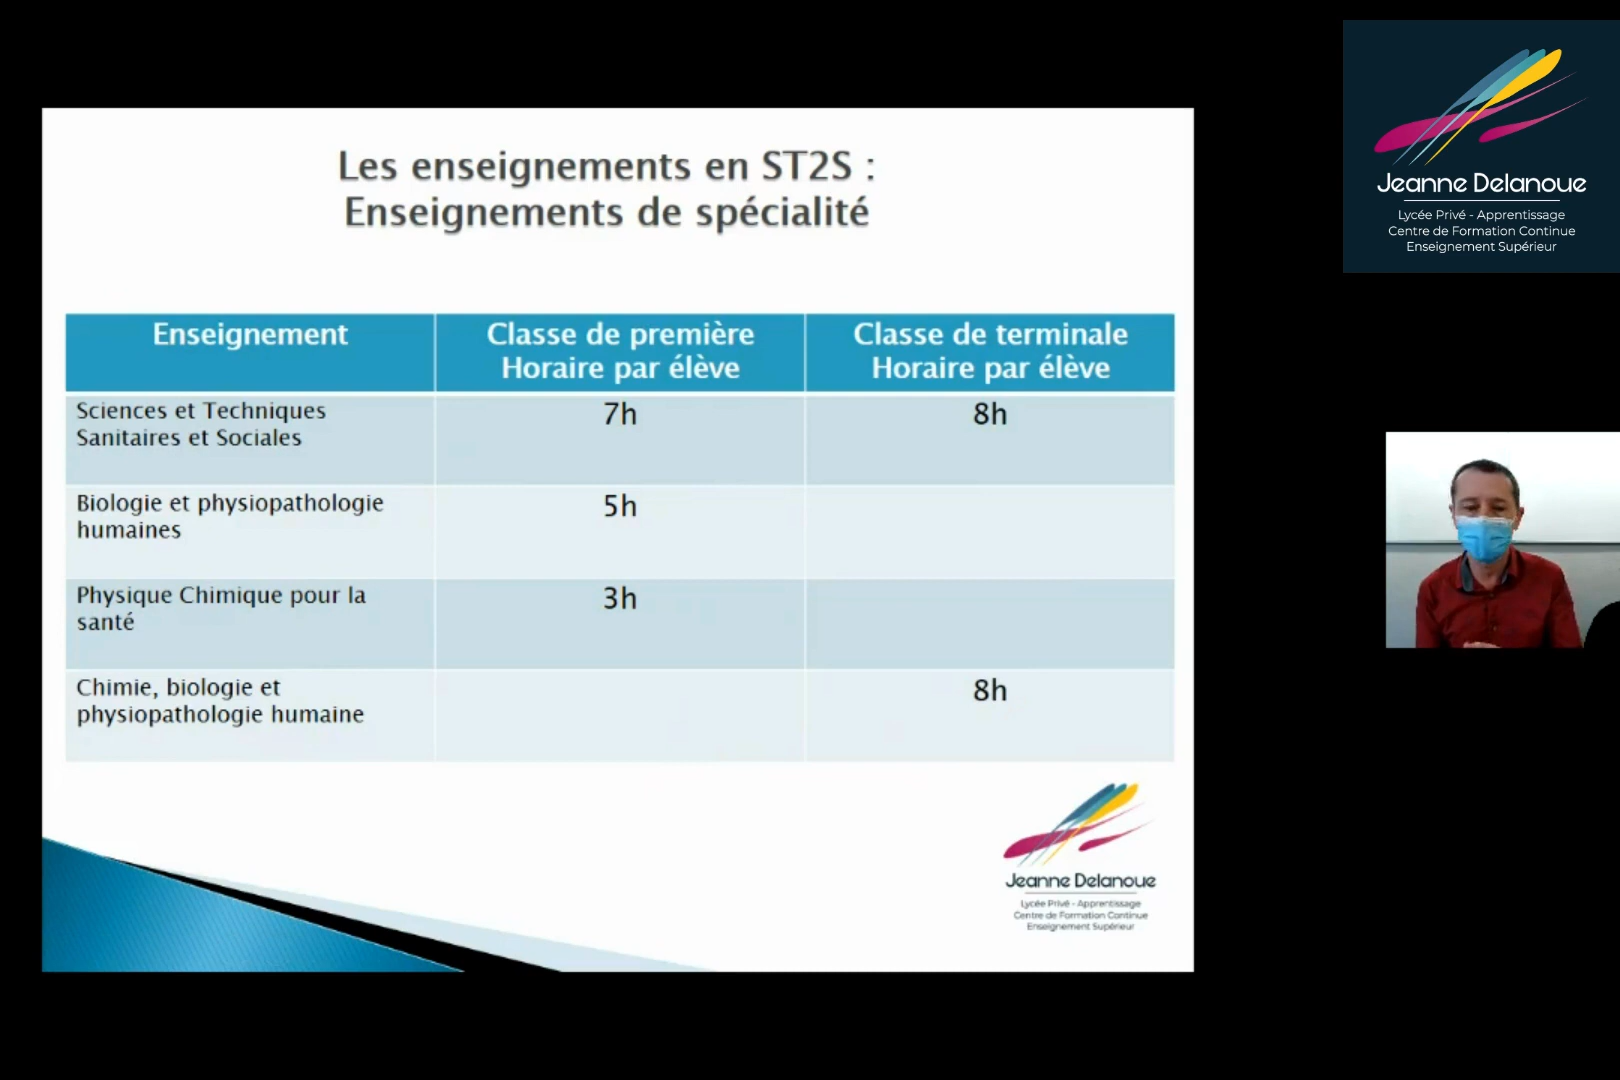 Les enseignements en ST2S :
Enseignements de spécialité
Enseignement
Classe de première
Horaire par élève
Classe de terminale
Horaire par élève
Sciences et Techniques
Sanitaires et Sociales
7h
8h
Biologie et physiopathologie
humaines
5h
Physique Chimique pour la
santé
3h
Chimie, biologie et
physiopathologie humaine
8h
Jeanne Delanoue
Lycée Privé - Apprentissage
Centre de Formation Continue
Enseignement Supérieur
Jeanne Delanoue
Lycée Privé - Apprentissage
Centre de Formation Continue
Enseignement Supérieur